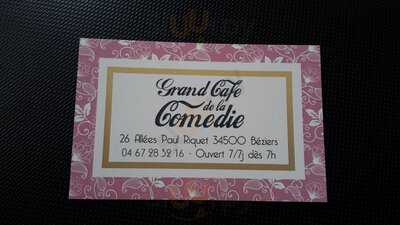 Grand Café
de la
Comedie
26 Allées Paul Riquet 34500 Béziers
04 67 28 52 16 - Ouvert 7/7j dès 7h